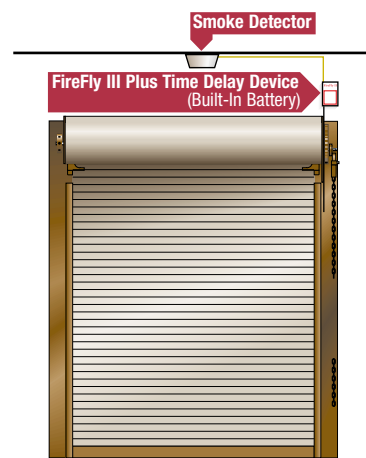 Smoke Detector
FireFly III Plus Time Delay Device
(Built-In Battery)